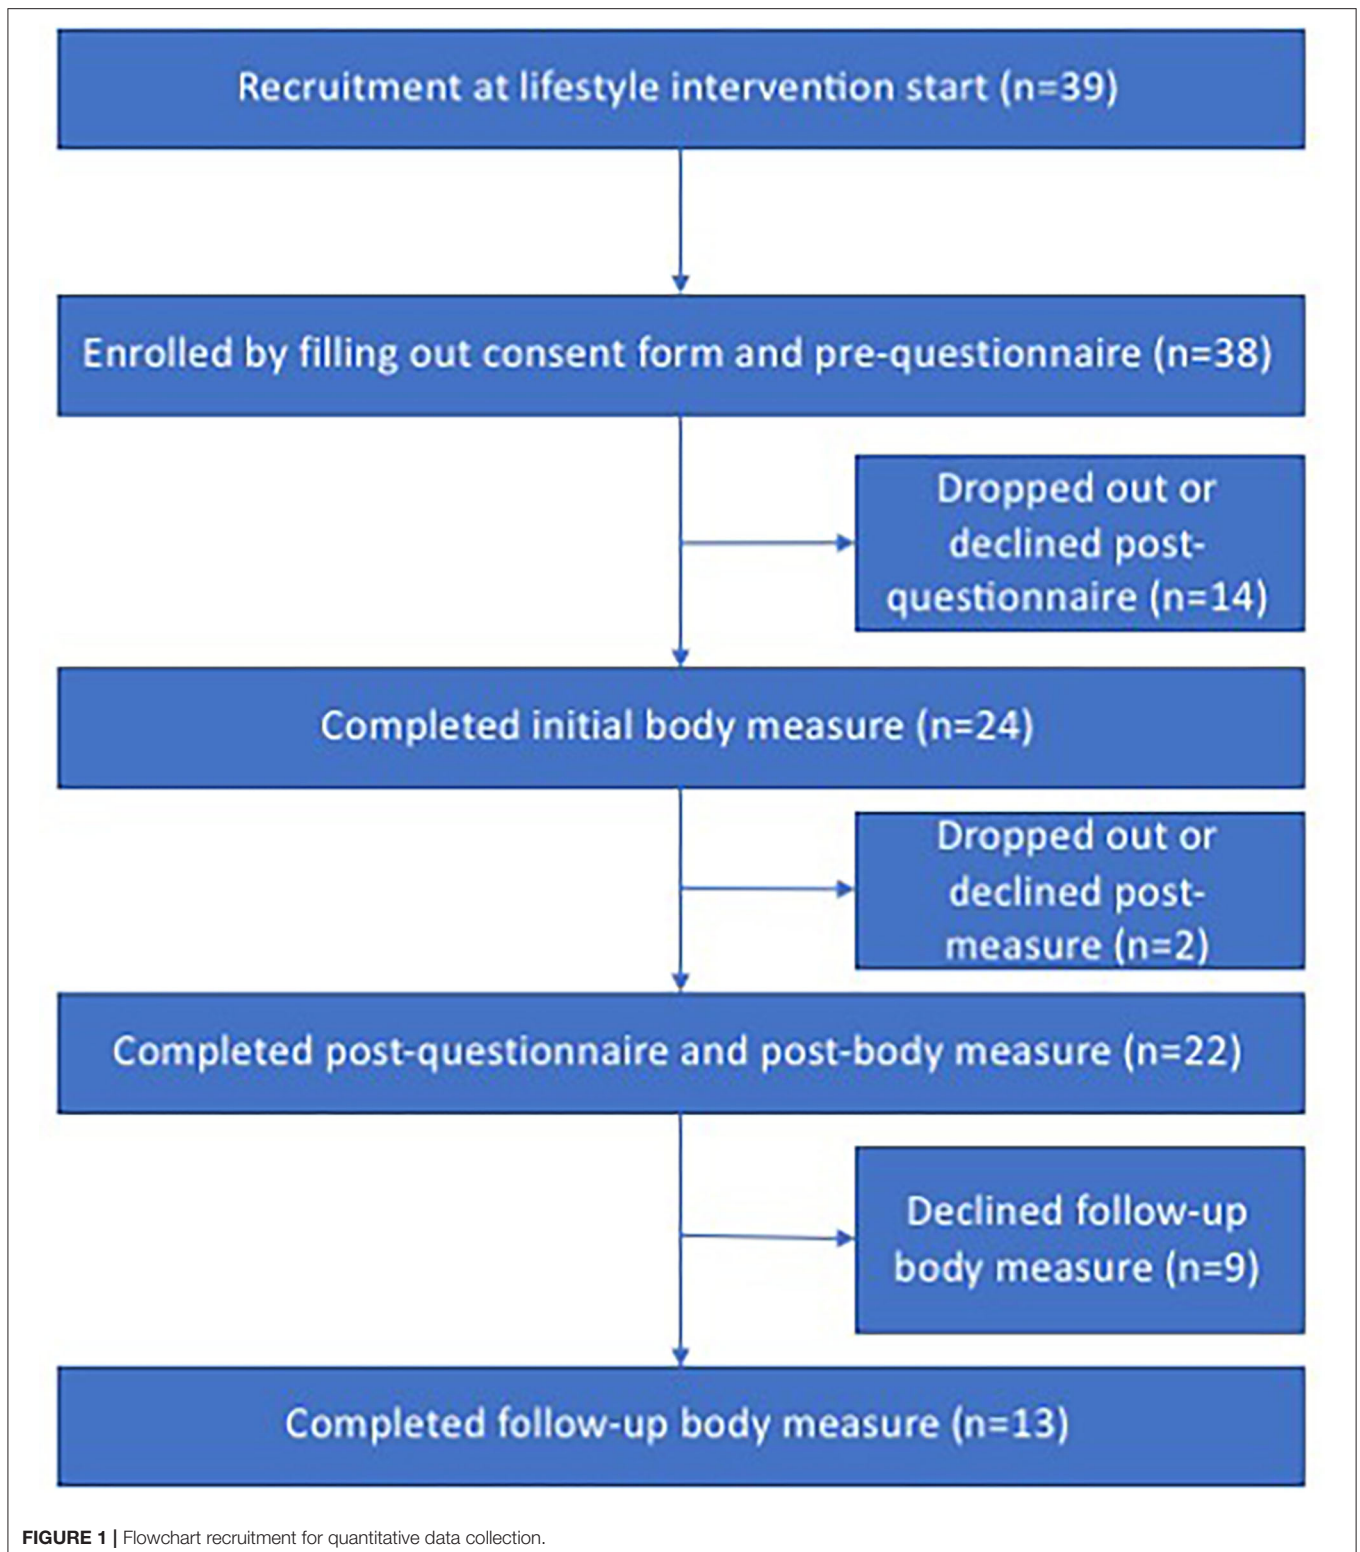 Recruitment at lifestyle intervention start (n=39)
Enrolled by filling out consent form and pre-questionnaire (n=38)
Dropped out or
declined post-
questionnaire (n=14)
Completed initial body measure (n=24)
Dropped out or
declined post-
measure (n=2)
Completed post-questionnaire and post-body measure (n=22)
Declined follow-up
body measure (n=9)
Completed follow-up body measure (n=13)
FIGURE 1 | Flowchart recruitment for quantitative data collection.